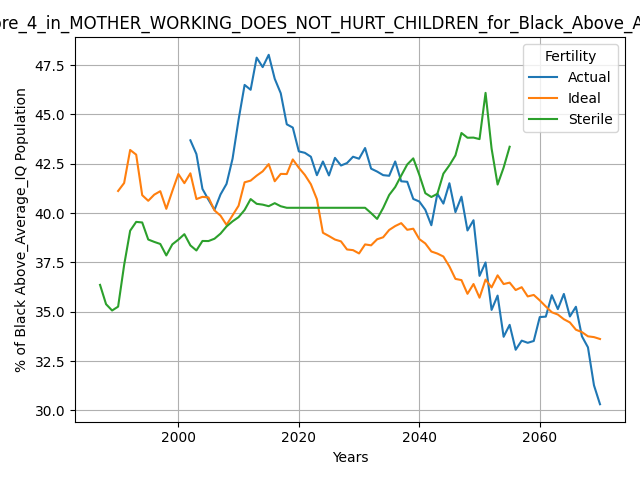 re_4_in_MOTHER_WORKING_DOES_NOT_HURT_CHILDREN_for_Black_Above_A
Fertility
Actual
Ideal
Sterile
% of Black Above_Average_IQ Population
47.5
45.0
42.5
40.0
37.5
35.0
32.5
30.0
2000 2020 2040 2060
Years